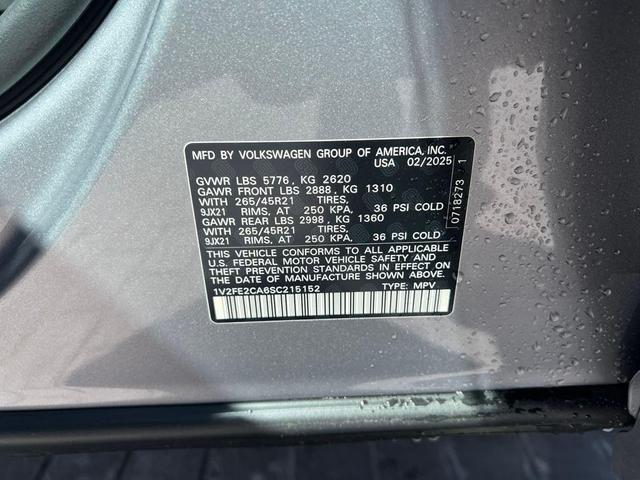 MFD BY VOLKSWAGEN GROUP OF AMERICA, INC.
USA 02/2025
GVWR LBS 5776, KG 2620
GAWR FRONT LBS 2888, KG 1310
WITH 265/45R21 TIRES,
9JX21 RIMS, AT 250 KPA, 36 PSI COLD
GAWR REAR LBS 2998, KG 1360
WITH 265/45R21 TIRES,
9JX21 RIMS, AT 250 KPA, 36 PSI COLD
THIS VEHICLE CONFORMS TO ALL APPLICABLE
U.S. FEDERAL MOTOR VEHICLE SAFETY AND
THEFT PREVENTION STANDARDS IN EFFECT ON
THE DATE OF MANUFACTURE SHOWN ABOVE.
1V2FE2CA6SC215152 TYPE: MPV
0718273 1